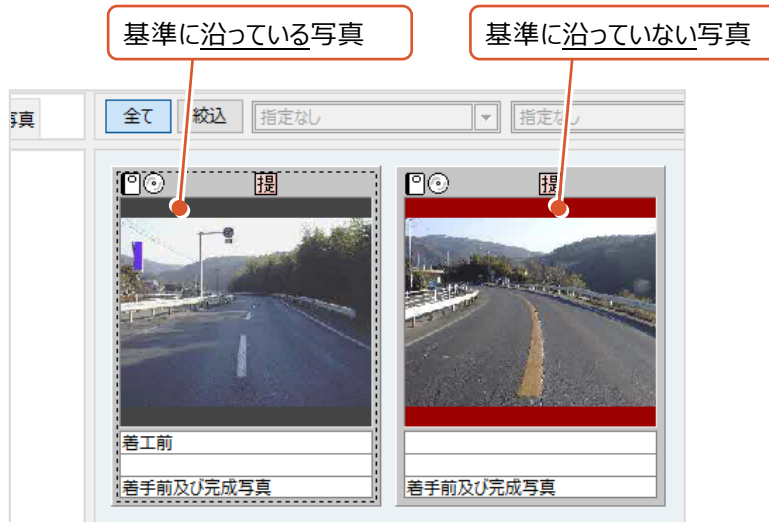 基準に沿っている写真
基準に沿っていない写真
写真
全て
絞込
指定なし
指定なし
提
提
着工前
着手前及び完成写真
着手前及び完成写真